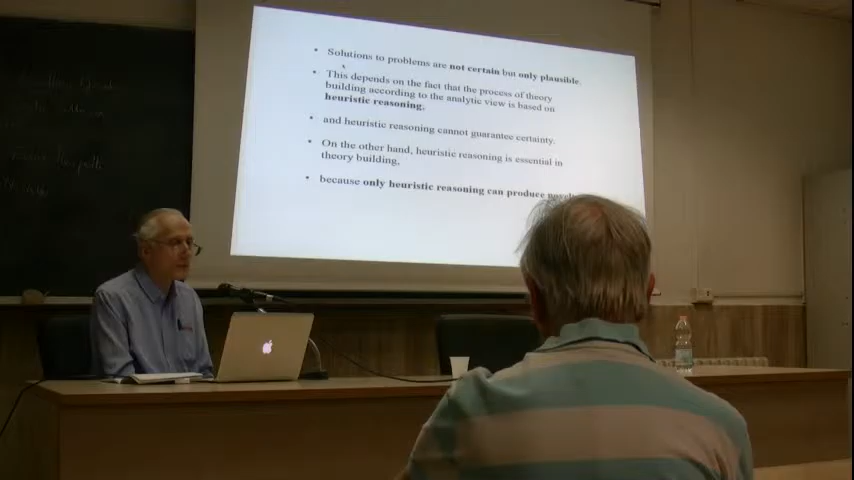 • Solutions to problems are not certain but only plausible.
• This depends on the fact that the process of theory
building according to the analytic view is based on
heuristic reasoning,
• and heuristic reasoning cannot guarantee certainty.
• On the other hand, heuristic reasoning is essential in
theory building,
• because only heuristic reasoning can produce